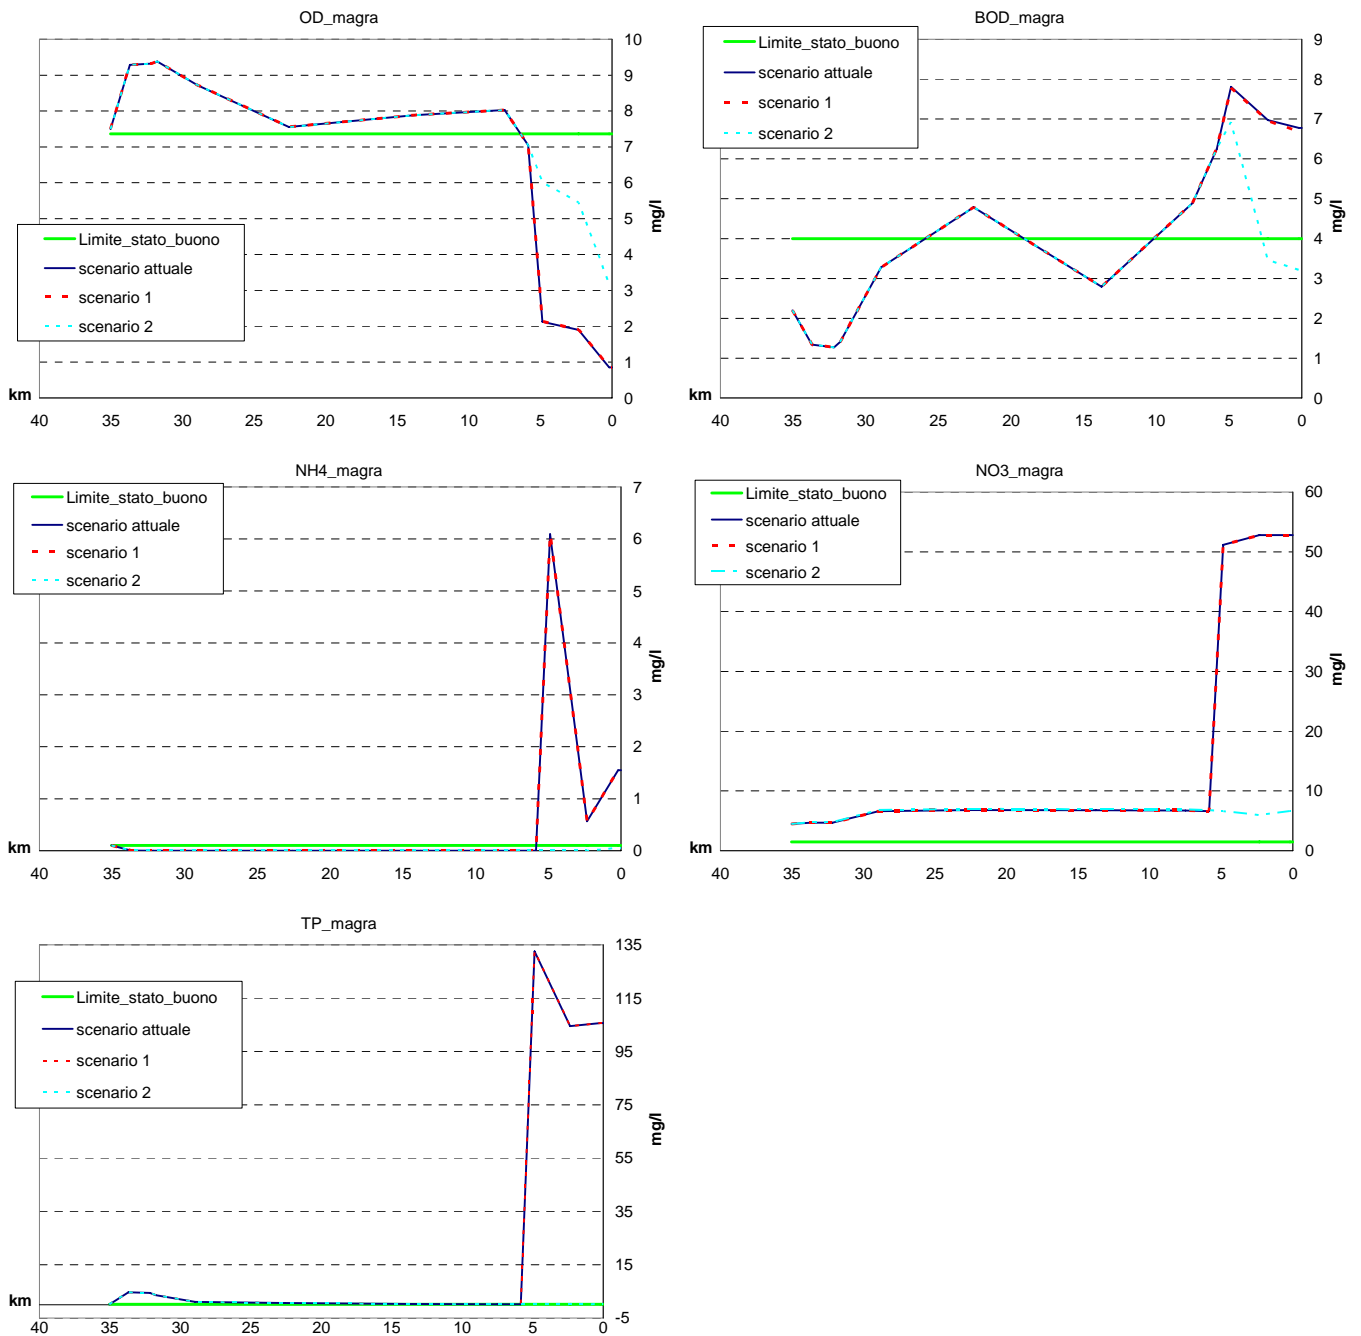 OD_magra
10
9
8
7
6
5
4
3
2
1
0
mg/l
Limite_stato_buono
scenario attuale
scenario 1
scenario 2
km
40 35 30 25 20 15 10 5 0
BOD_magra
9
8
7
6
5
4
3
2
1
0
mg/l
Limite_stato_buono
scenario attuale
scenario 1
scenario 2
km
40 35 30 25 20 15 10 5 0
NH4_magra
7
6
5
4
3
2
1
0
mg/l
Limite_stato_buono
scenario attuale
scenario 1
scenario 2
km
40 35 30 25 20 15 10 5 0
NO3_magra
60
50
40
30
20
10
0
mg/l
Limite_stato_buono
scenario attuale
scenario 1
scenario 2
km
40 35 30 25 20 15 10 5 0
TP_magra
135
115
95
75
55
35
15
-5
mg/l
Limite_stato_buono
scenario attuale
scenario 1
scenario 2
km
40 35 30 25 20 15 10 5 0